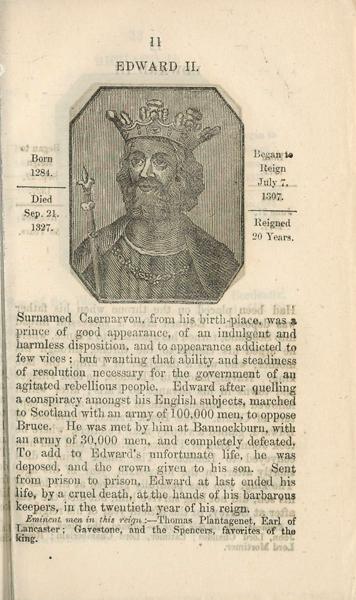 11
EDWARD II.
Born
1284.
Died
Sep. 21.
1327.
Began to
Reign
July 7,
1307.
Reigned
20 Years.
Surnamed Caernarvon, from his birth-place, was a
prince of good appearance, of an indulgent and
harmless disposition, and to appearance addicted to
few vices; but wanting that ability and steadiness
of resolution necessary for the government of an
agitated rebellious people. Edward after quelling
a conspiracy amongst his English subjects, marched
to Scotland with an army of 100,000 men, to oppose
Bruce. He was met by him at Bannockburn, with
an army of 30,000 men, and completely defeated.
To add to Edward's unfortunate life, he was
deposed, and the crown given to his son. Sent
from prison to prison, Edward at last ended his
life, by a cruel death, at the hands of his barbarous
keepers, in the twentieth year of his reign.
Eminent men in this reign:—Thomas Plantagenet, Earl of
Lancaster; Gavestone, and the Spencers, favorites of the
king.